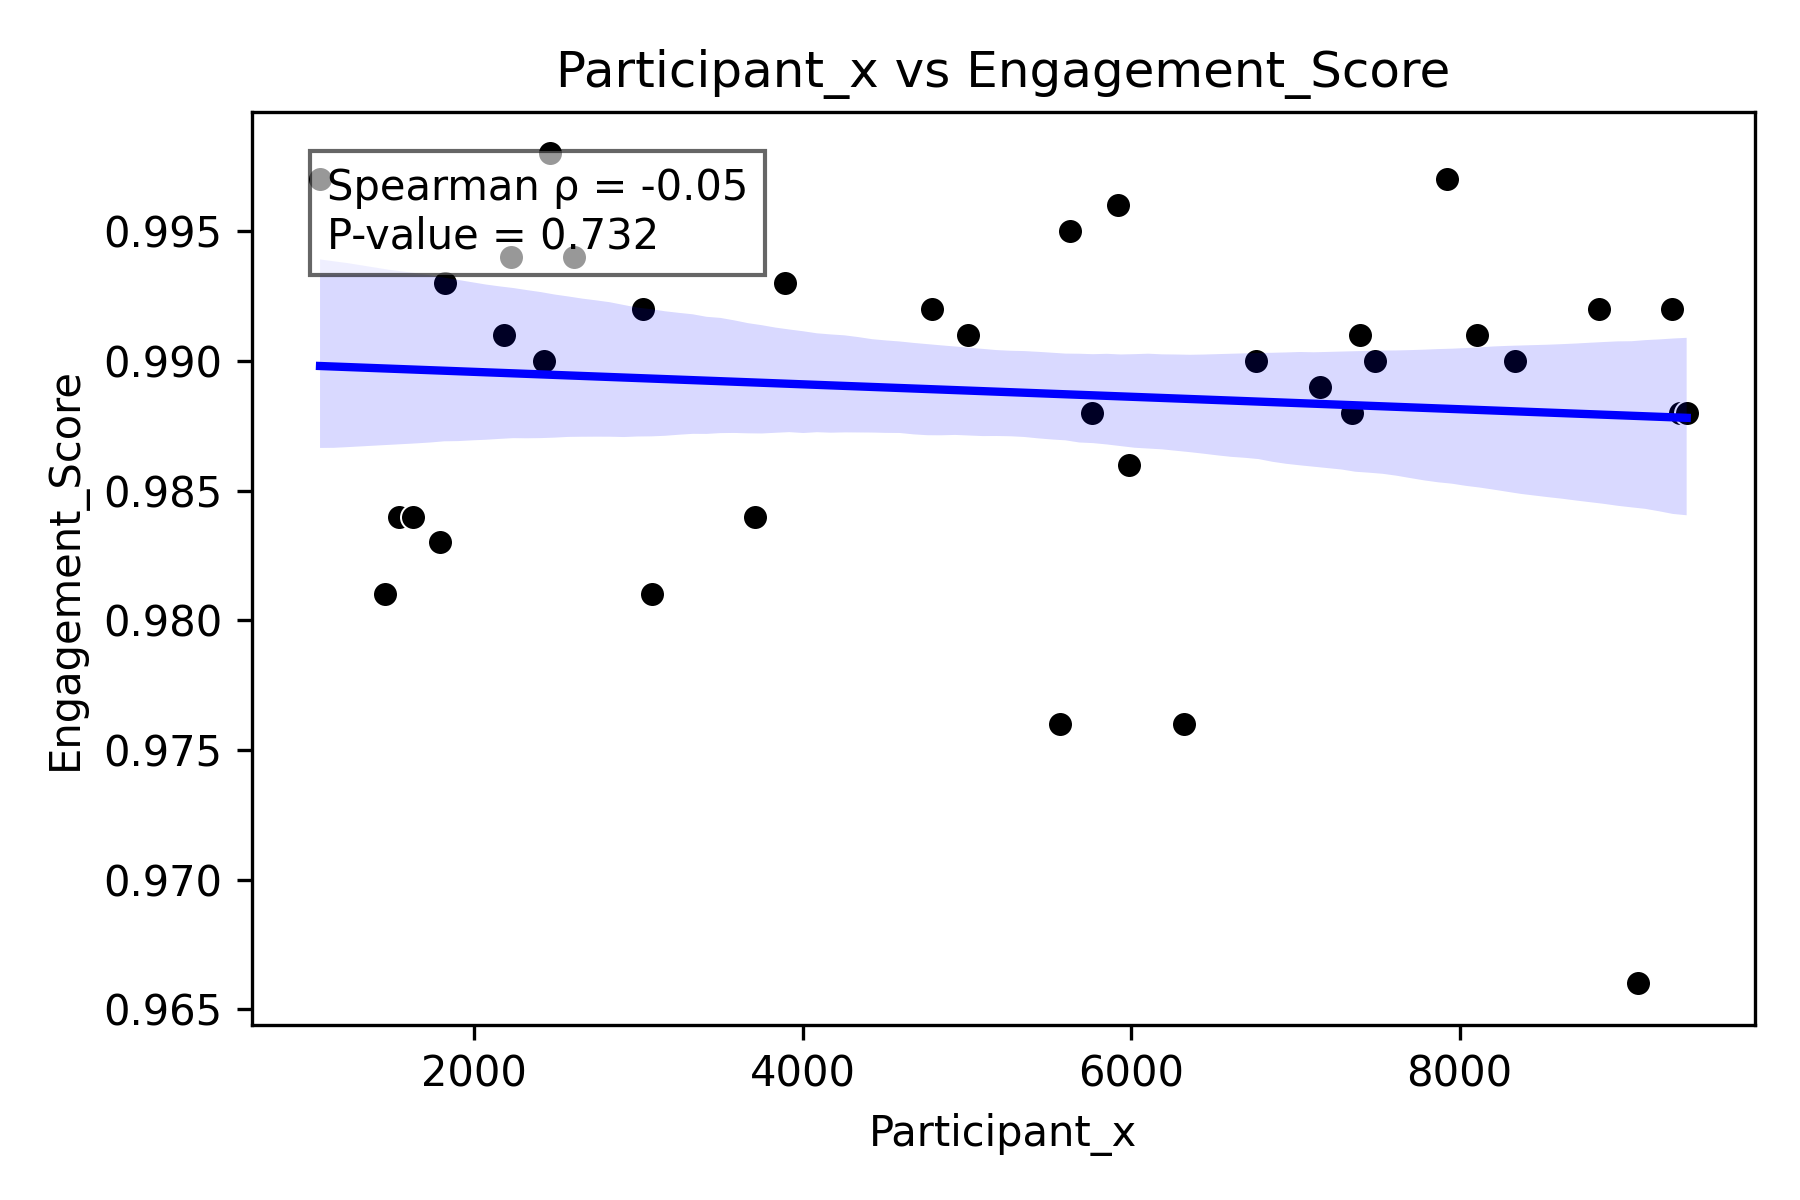 Participant_x vs Engagement_Score
Spearman ρ = -0.05
P-value = 0.732
Engagement_Score
0.995
0.990
0.985
0.980
0.975
0.970
0.965
2000
4000
6000
8000
Participant_x